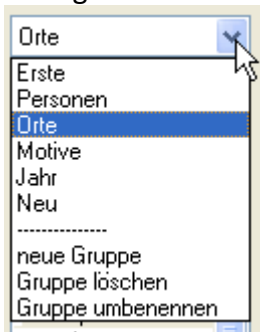 Orte
Erste
Personen
Orte
Motive
Jahr
Neu
---------------
neue Gruppe
Gruppe löschen
Gruppe umbenennen